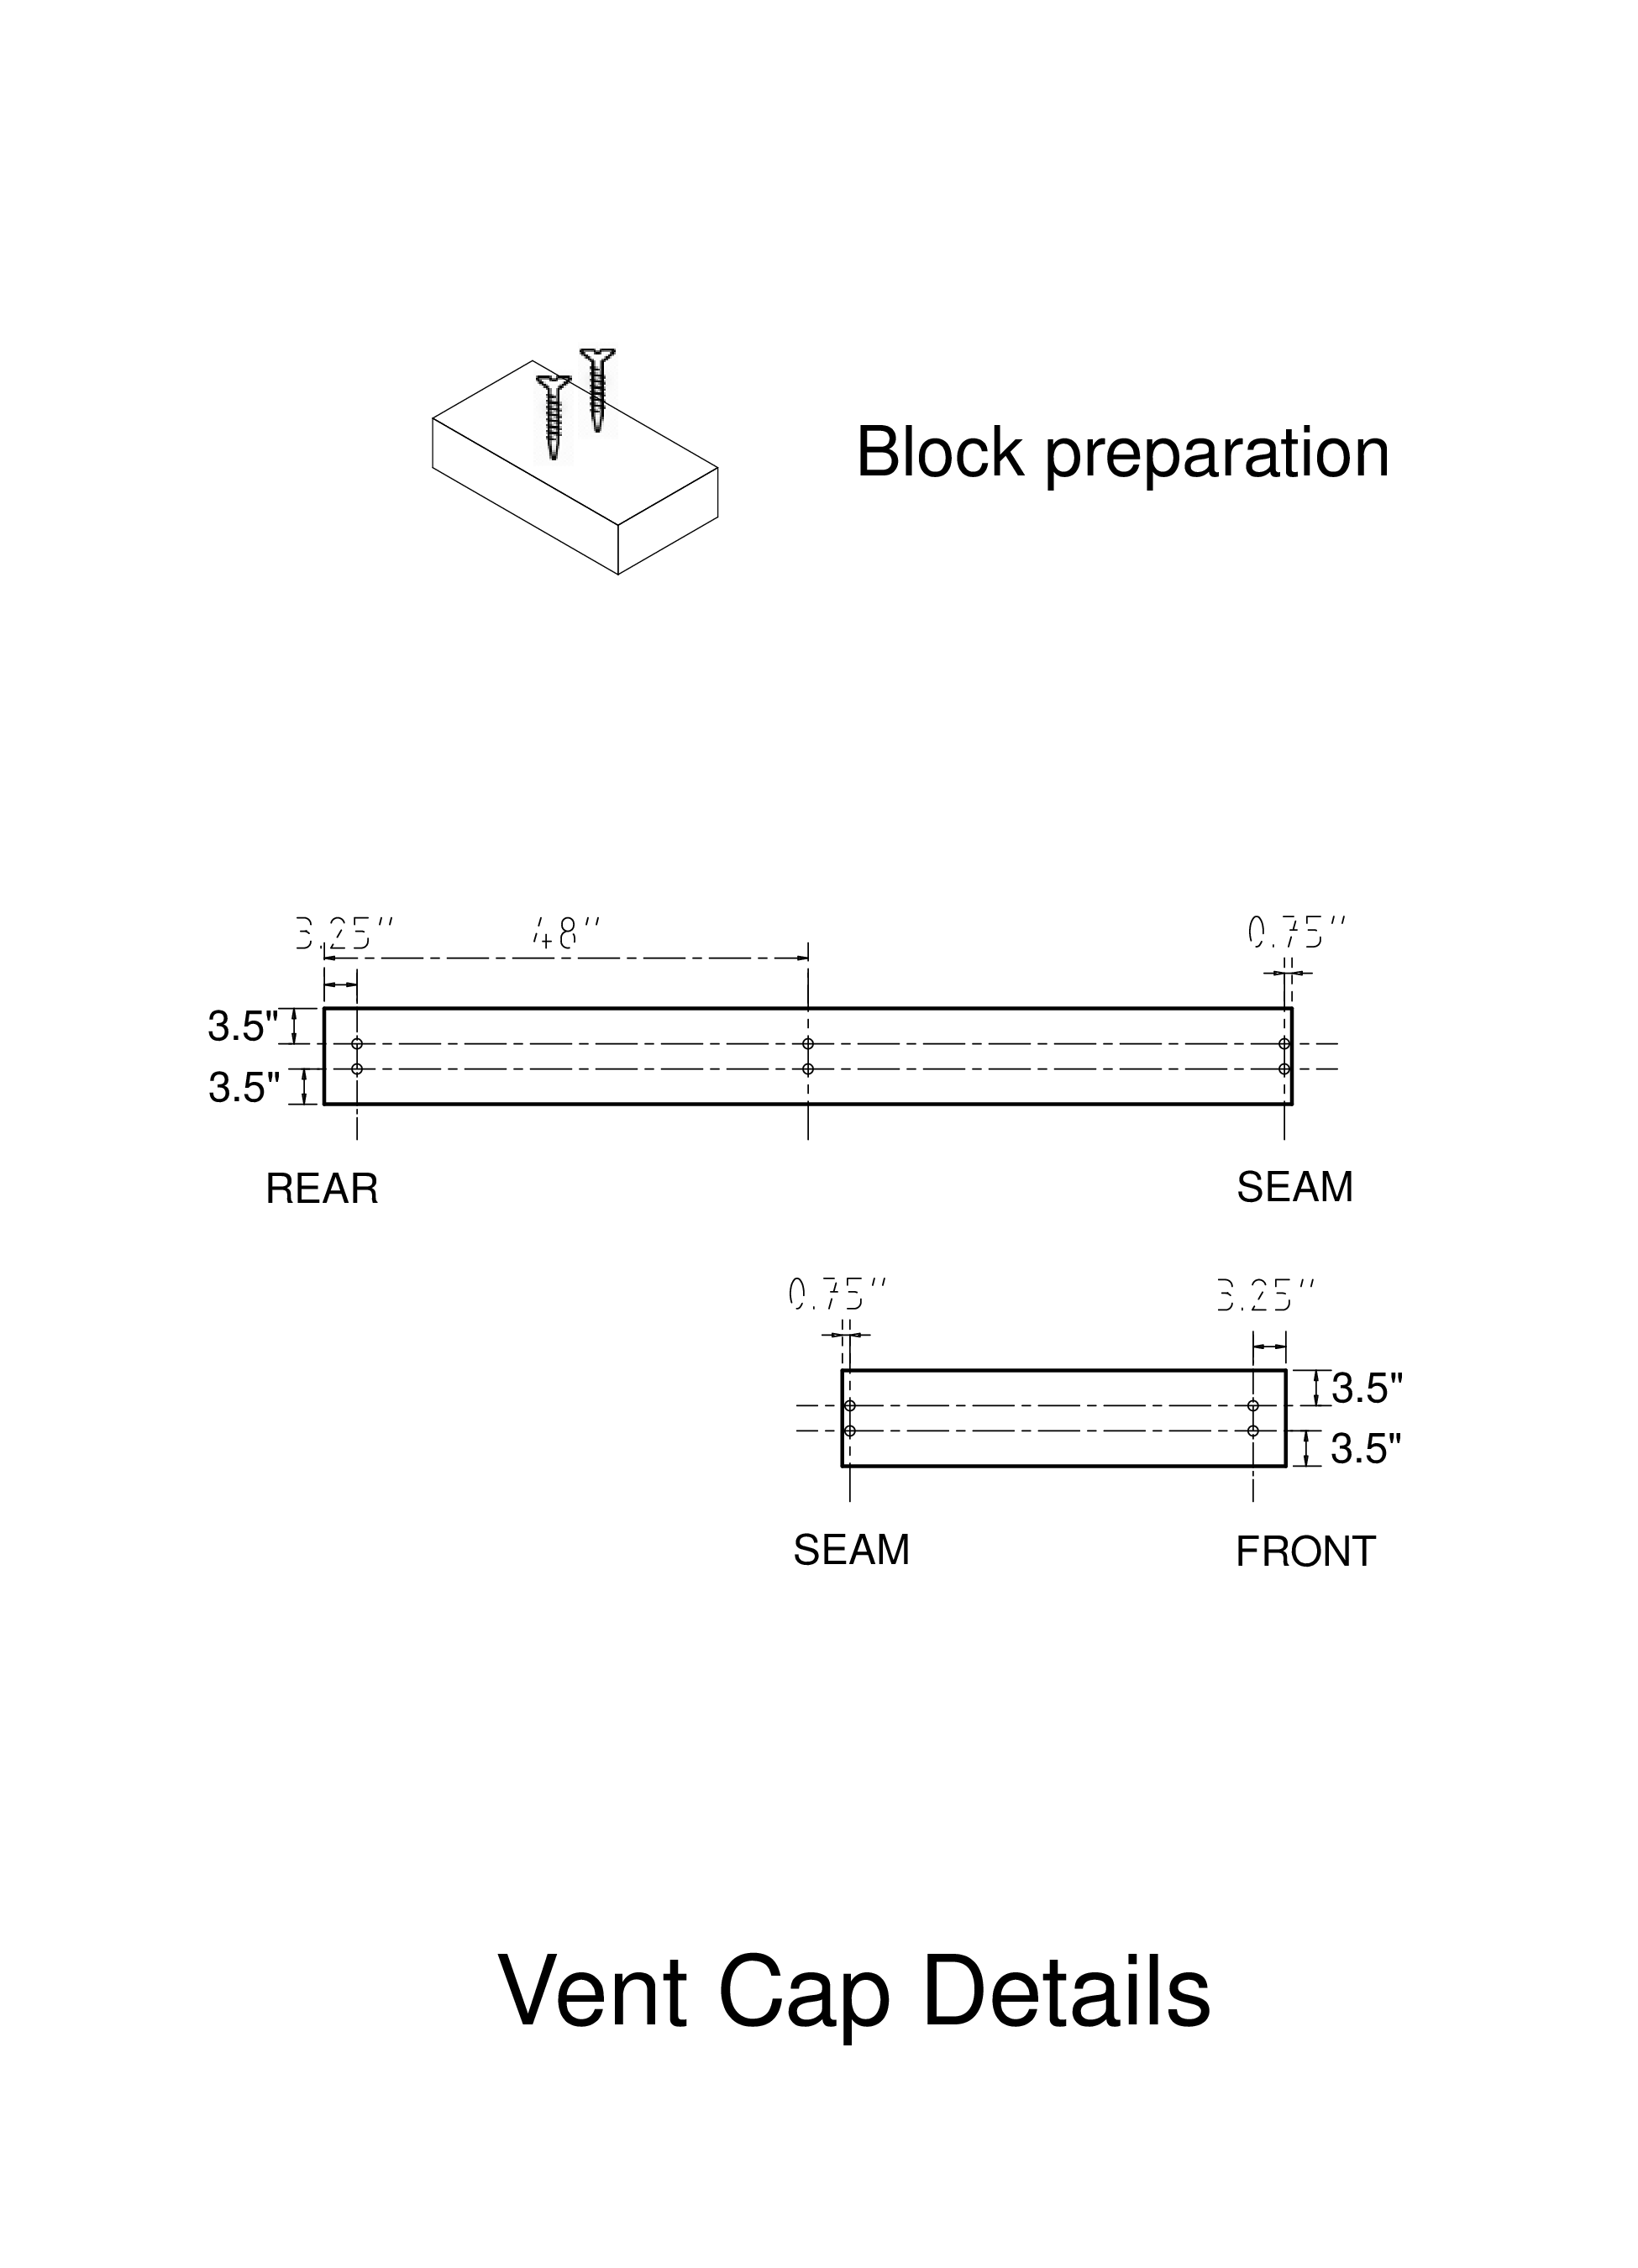 Block preparation
3.25" 48" 0.75"
3.5"
3.5"
REAR SEAM
0.75" 3.25"
3.5"
3.5"
SEAM FRONT
Vent Cap Details